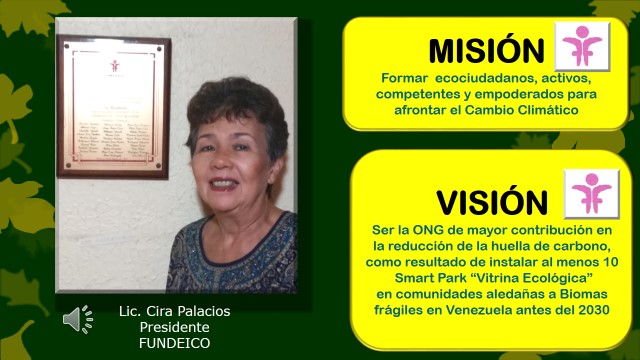 MISIÓN
Formar ecociudadanos, activos,
competentes y empoderados para
afrontar el Cambio Climático
VISIÓN
Ser la ONG de mayor contribución en
la reducción de la huella de carbono,
como resultado de instalar al menos 10
Smart Park “Vitrina Ecológica”
en comunidades aledañas a Biomas
frágiles en Venezuela antes del 2030
Lic. Cira Palacios
Presidente
FUNDEICO